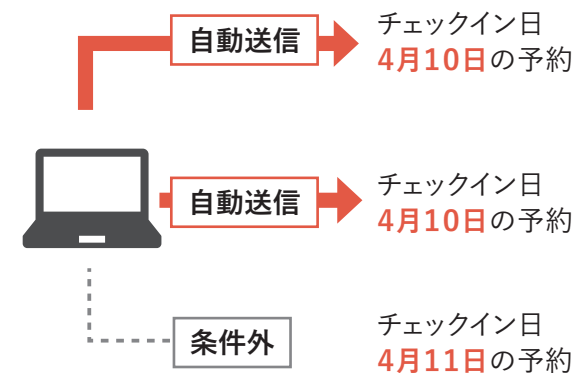 自動送信
チェックイン日
4月10日の予約
自動送信
チェックイン日
4月10日の予約
条件外
チェックイン日
4月11日の予約